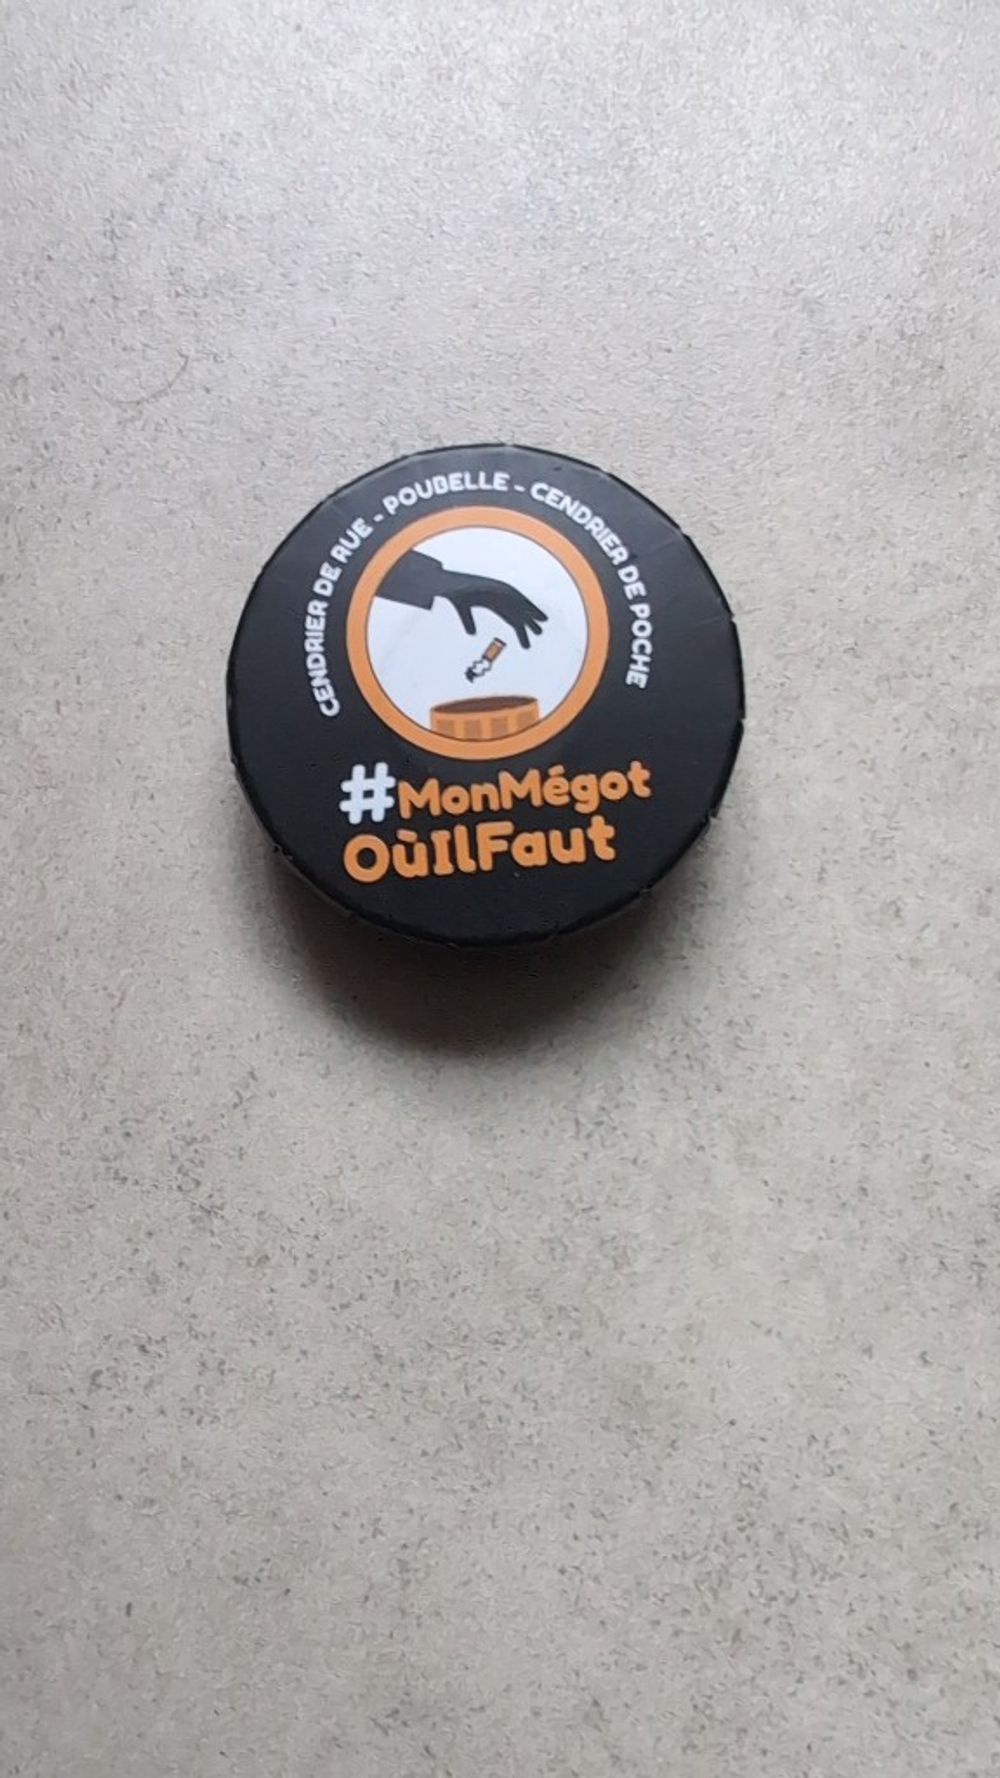 CENDRIER DE RUE - POUBELLE - CENDRIER DE POCHE
#MonMégot
OùIlFaut